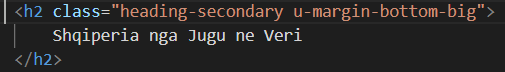 <h2 class="heading-secondary u-margin-bottom-big">
Shqiperia nga Jugu ne Veri
</h2>